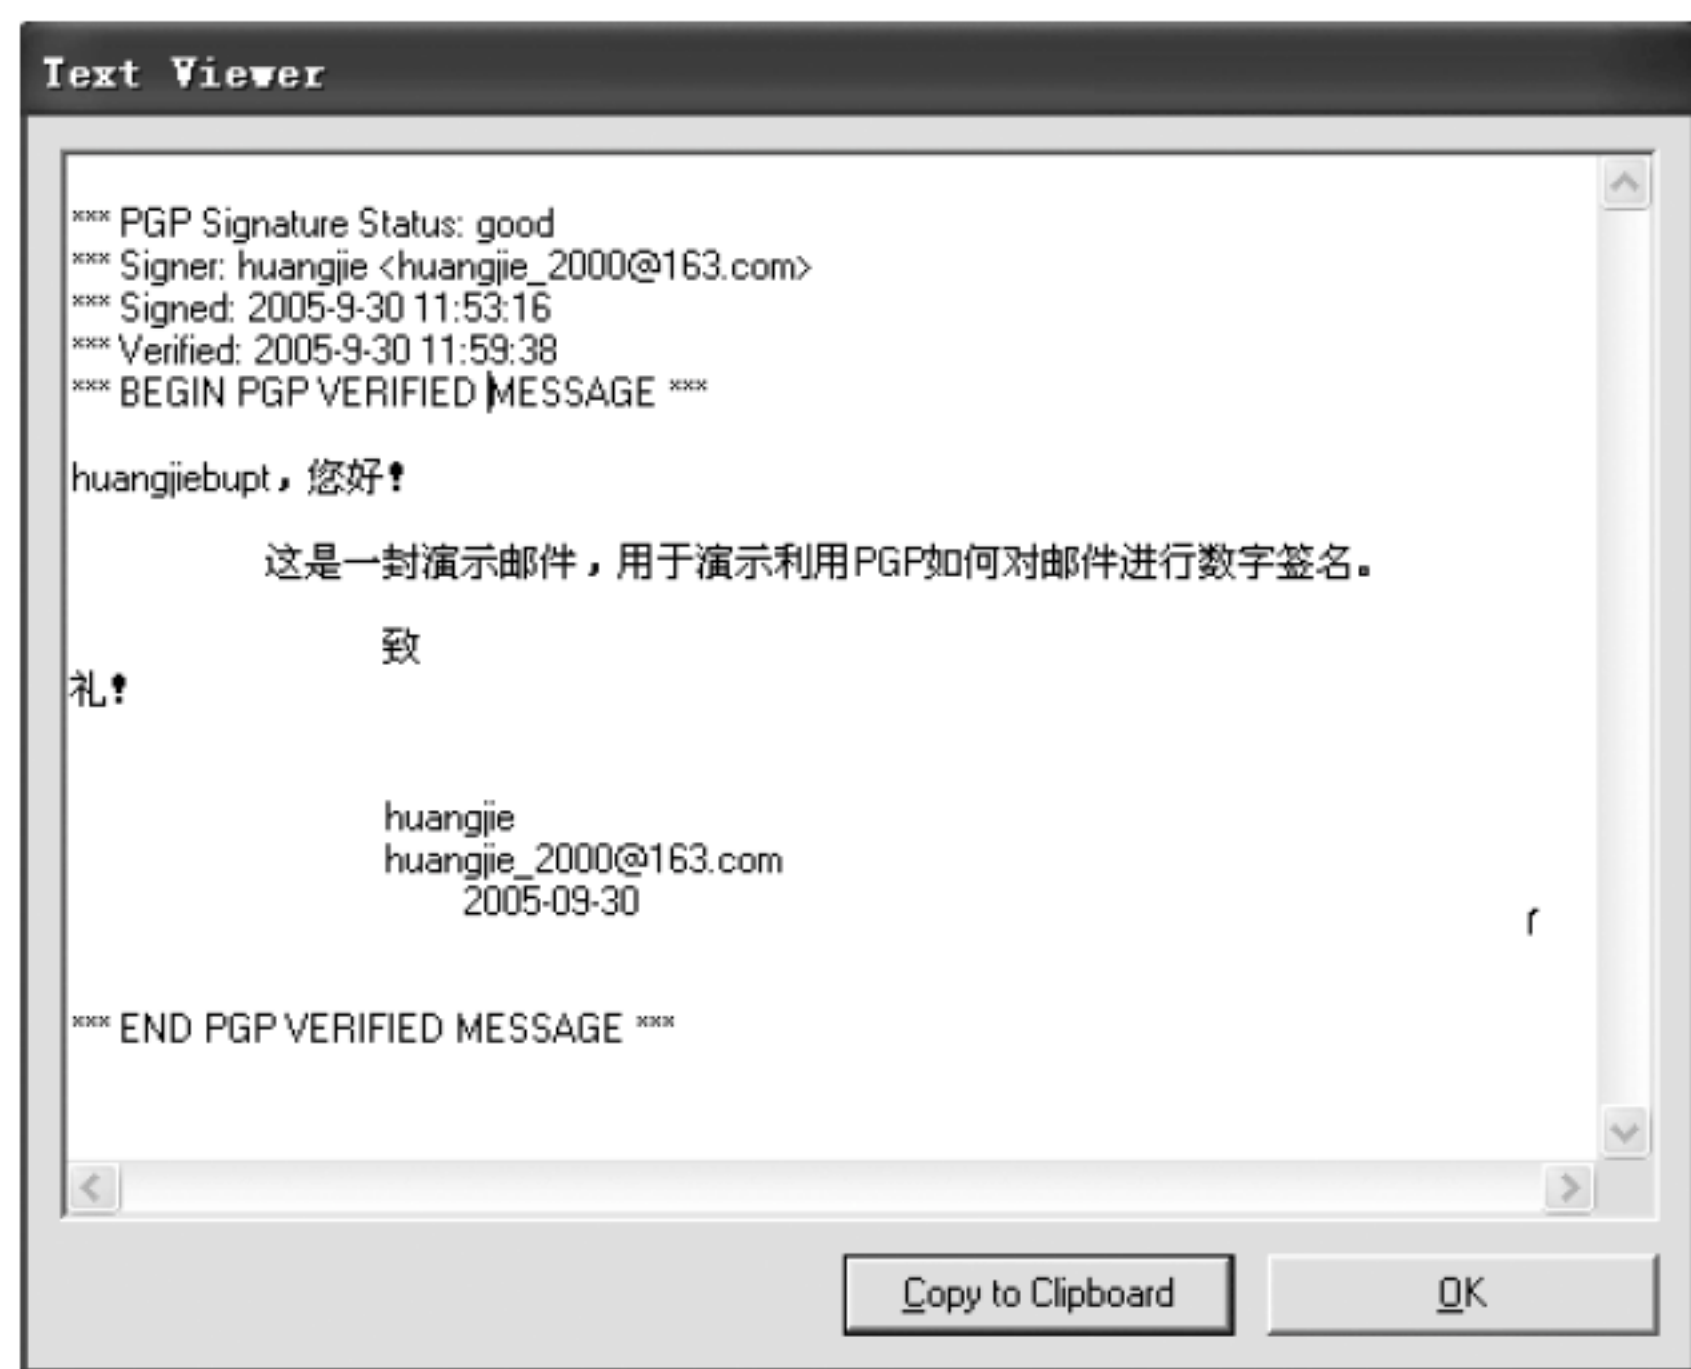 Text Viewer
*** PGP Signature Status: good
*** Signer: huangjie <huangjie_2000@163.com>
*** Signed: 2005-9-30 11:53:16
*** Verified: 2005-9-30 11:59:38
*** BEGIN PGP VERIFIED MESSAGE ***
huangjiebupt，您好！
这是一封演示邮件，用于演示利用PGP如何对邮件进行数字签名。
致
礼！
huangjie
huangjie_2000@163.com
2005-09-30
*** END PGP VERIFIED MESSAGE ***
Copy to Clipboard
OK